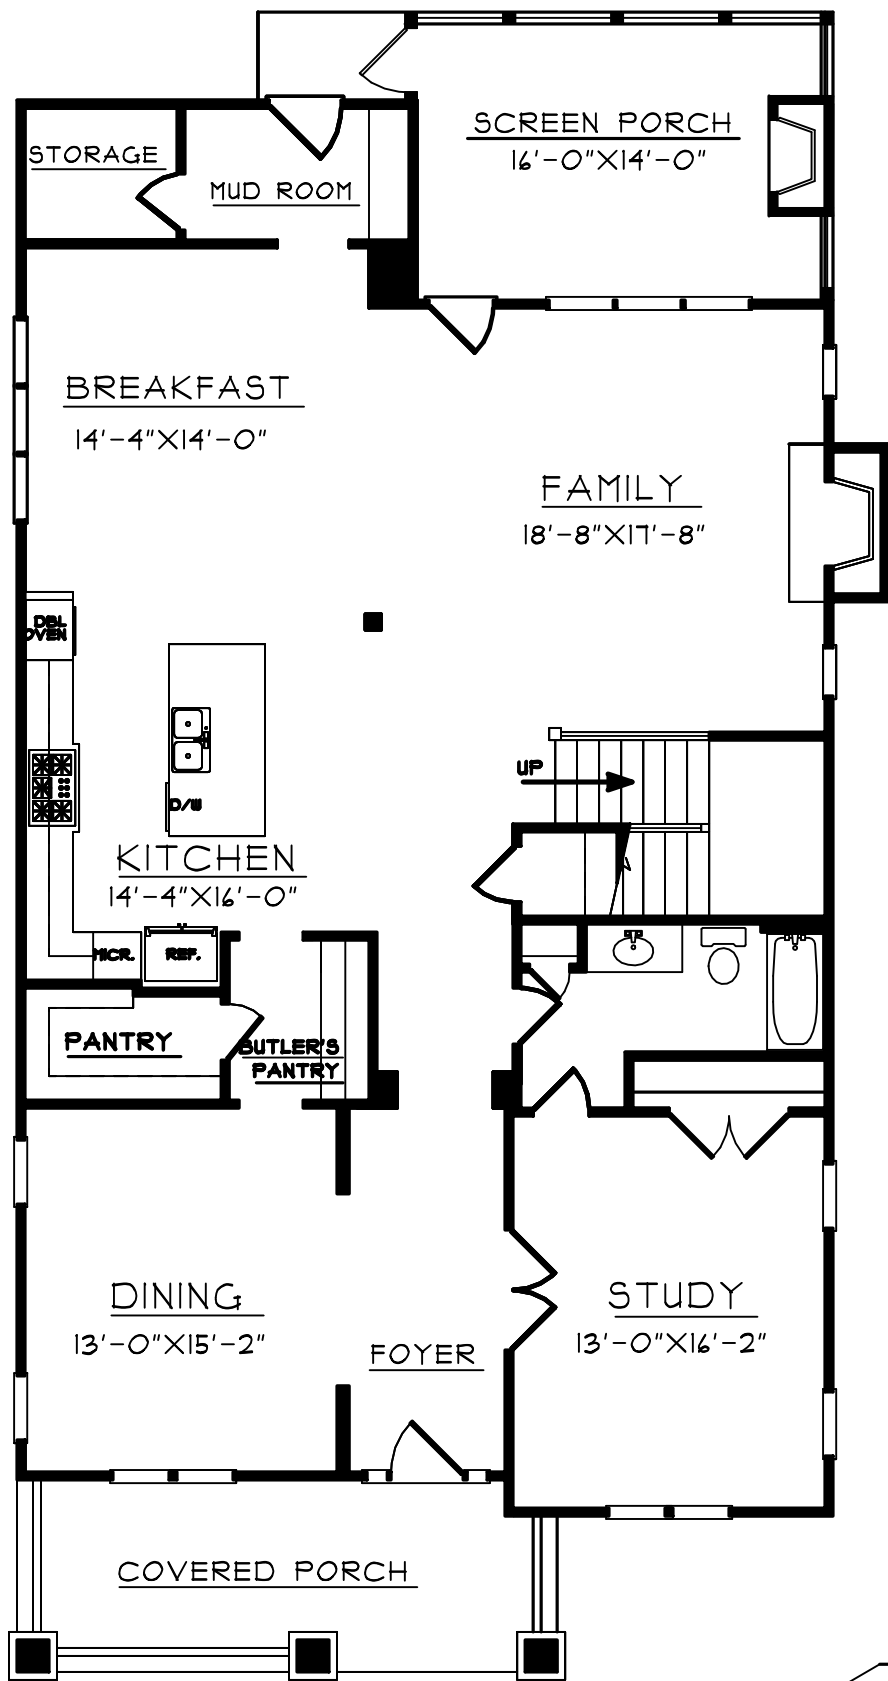 SCREEN PORCH
16'-0"X14'-0"
STORAGE
MUD ROOM
BREAKFAST
14'-4"X14'-0"
FAMILY
18'-8"X17'-8"
DBL
OVEN
UP
D/W
KITCHEN
14'-4"X16'-0"
MICR.
REF.
PANTRY
BUTLER'S
PANTRY
DINING
13'-0"X15'-2"
STUDY
13'-0"X16'-2"
FOYER
COVERED PORCH